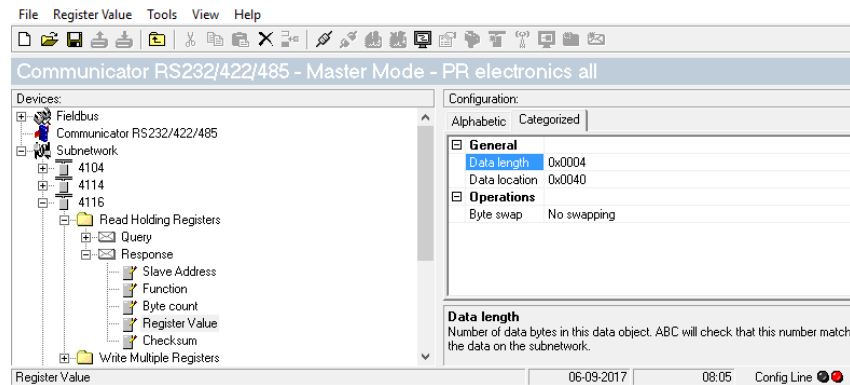 File Register Value Tools View Help
Communicator RS232/422/485 - Master Mode - PR electronics all
Devices:
Fieldbus
Communicator RS232/422/485
Subnetwork
4104
4114
4116
Read Holding Registers
Query
Response
Slave Address
Function
Byte count
Register Value
Checksum
Write Multiple Registers
Configuration:
Alphabetic Categorized
General
Data length 0x0004
Data location 0x0040
Operations
Byte swap No swapping
Data length
Number of data bytes in this data object. ABC will check that this number match
the data on the subnetwork.
Register Value 06-09-2017 08:05 Config Line